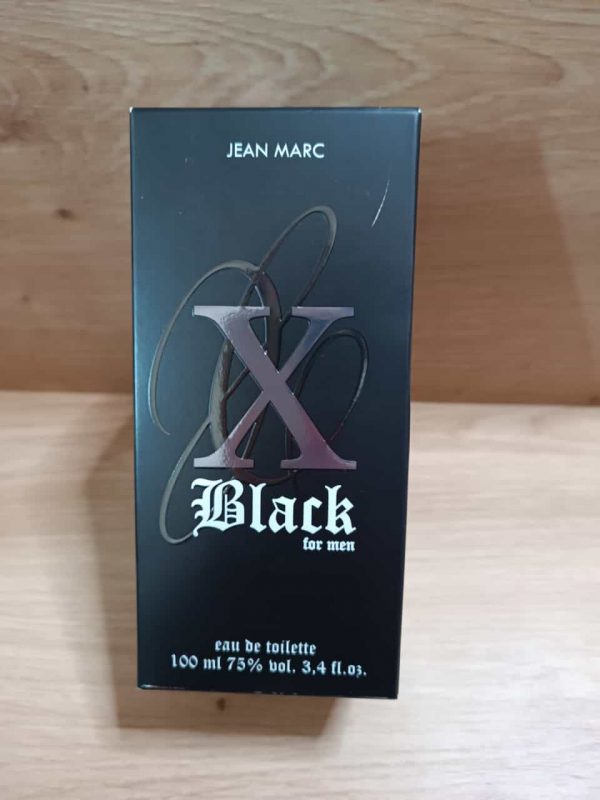 JEAN MARC
X
Black
for men
eau de toilette
100 ml 75% vol. 3,4 fl.oz.